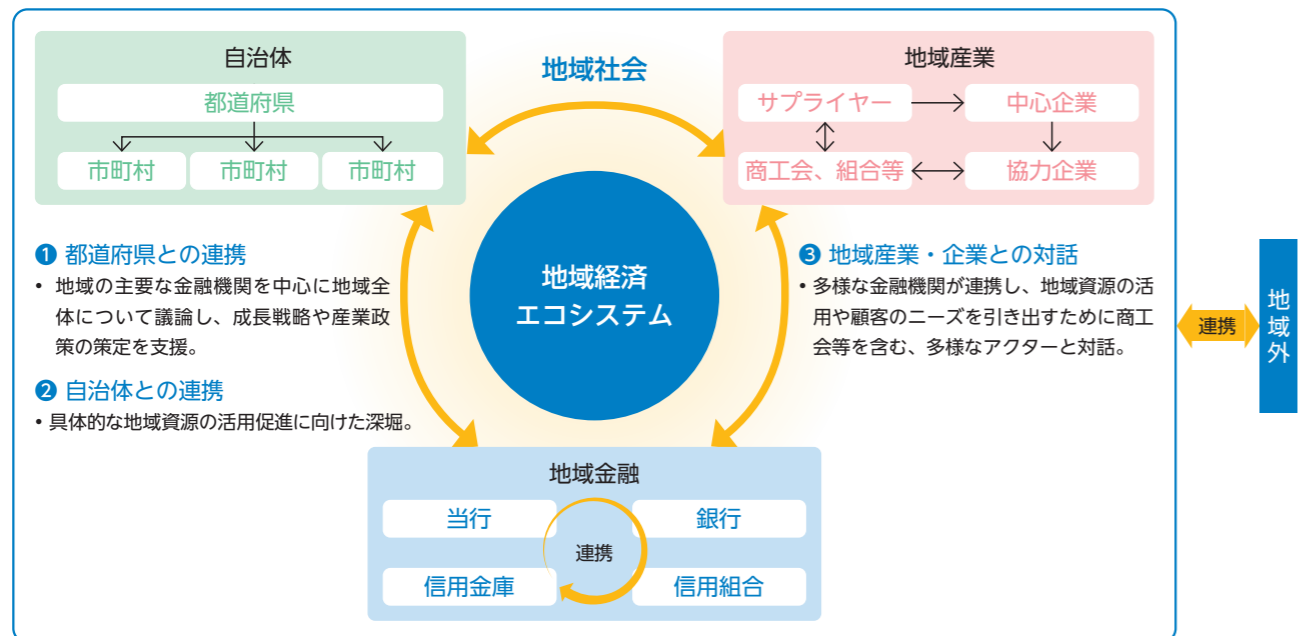 自治体
都道府県
市町村
市町村
市町村
地域社会
地域産業
サプライヤー
中心企業
商工会、組合等
協力企業
❶ 都道府県との連携
• 地域の主要な金融機関を中心に地域全
体について議論し、成長戦略や産業政
策の策定を支援。
❷ 自治体との連携
• 具体的な地域資源の活用促進に向けた深堀。
地域経済
エコシステム
❸ 地域産業・企業との対話
• 多様な金融機関が連携し、地域資源の活
用や顧客のニーズを引き出すために商工
会等を含む、多様なアクターと対話。
連携
地域外
地域金融
当行
銀行
連携
信用金庫
信用組合